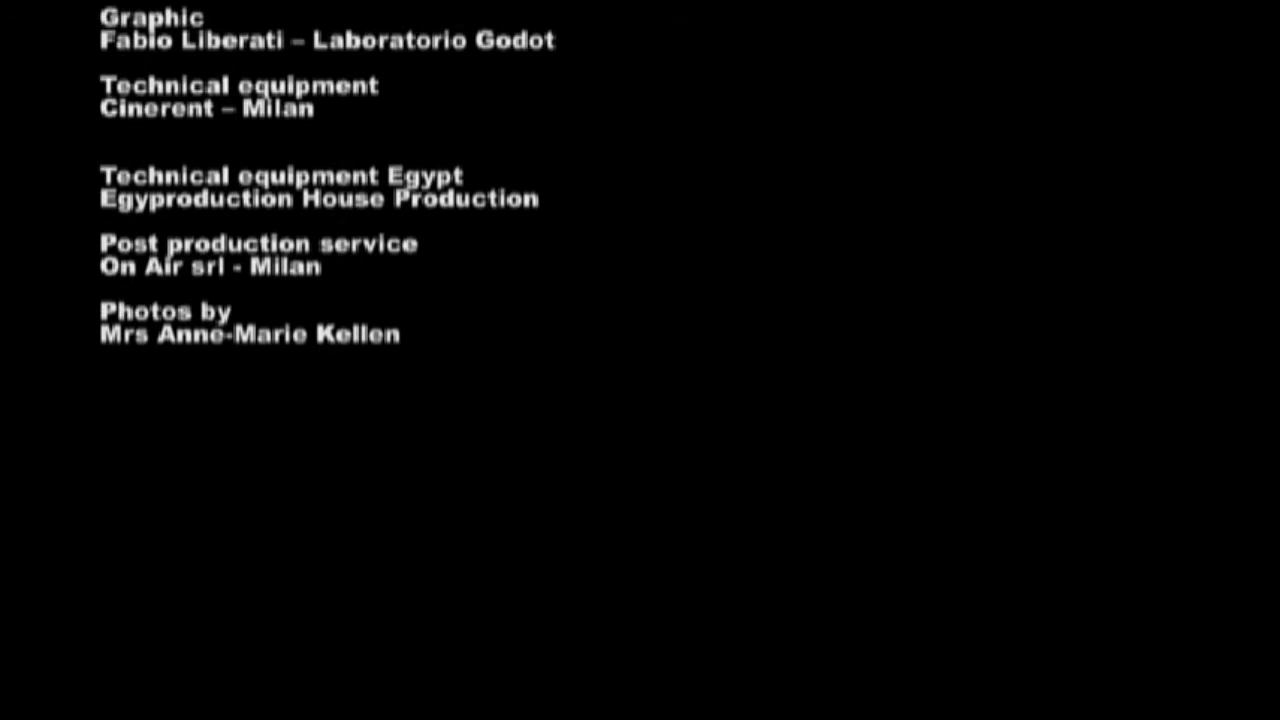 Graphic
Fabio Liberati – Laboratorio Godot
Technical equipment
Cinerent – Milan
Technical equipment Egypt
Egyproduction House Production
Post production service
On Air srl - Milan
Photos by
Mrs Anne-Marie Kellen